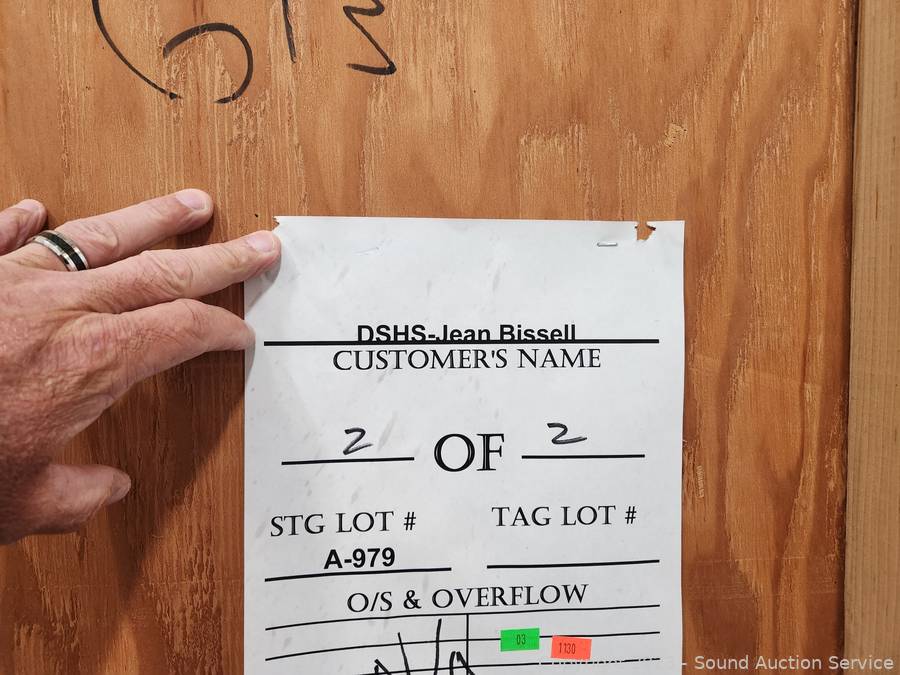 DSHS-Jean Bissell
CUSTOMER'S NAME
2 OF 2
STG LOT # TAG LOT #
A-979
O/S & OVERFLOW
N/A
03
1130
- Sound Auction Service